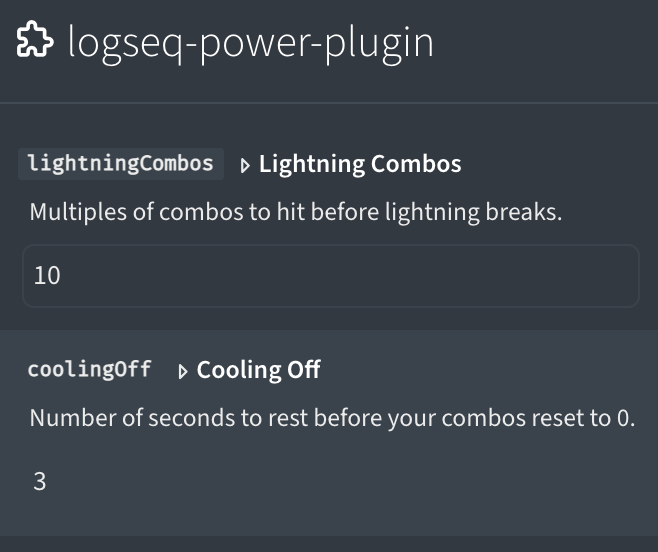 logseq-power-plugin
lightningCombos Lightning Combos
Multiples of combos to hit before lightning breaks.
10
coolingOff Cooling Off
Number of seconds to rest before your combos reset to 0.
3